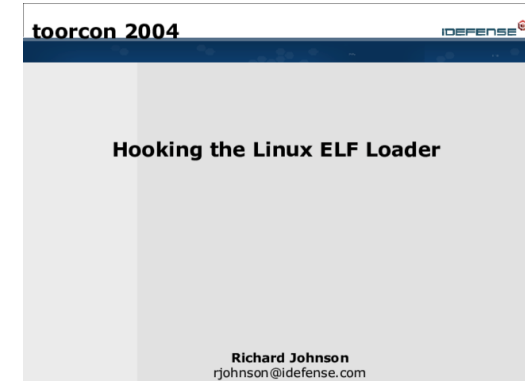 toorcon 2004
IDEFENSE
Hooking the Linux ELF Loader
Richard Johnson
rjohnson@idefense.com